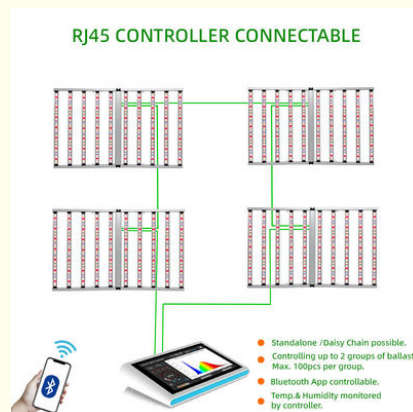 RJ45 CONTROLLER CONNECTABLE
Standalone /Daisy Chain possible.
Controlling up to 2 groups of ballast
Max. 100pcs per group.
Bluetooth App controllable.
Temp.& Humidity monitored
by controller.